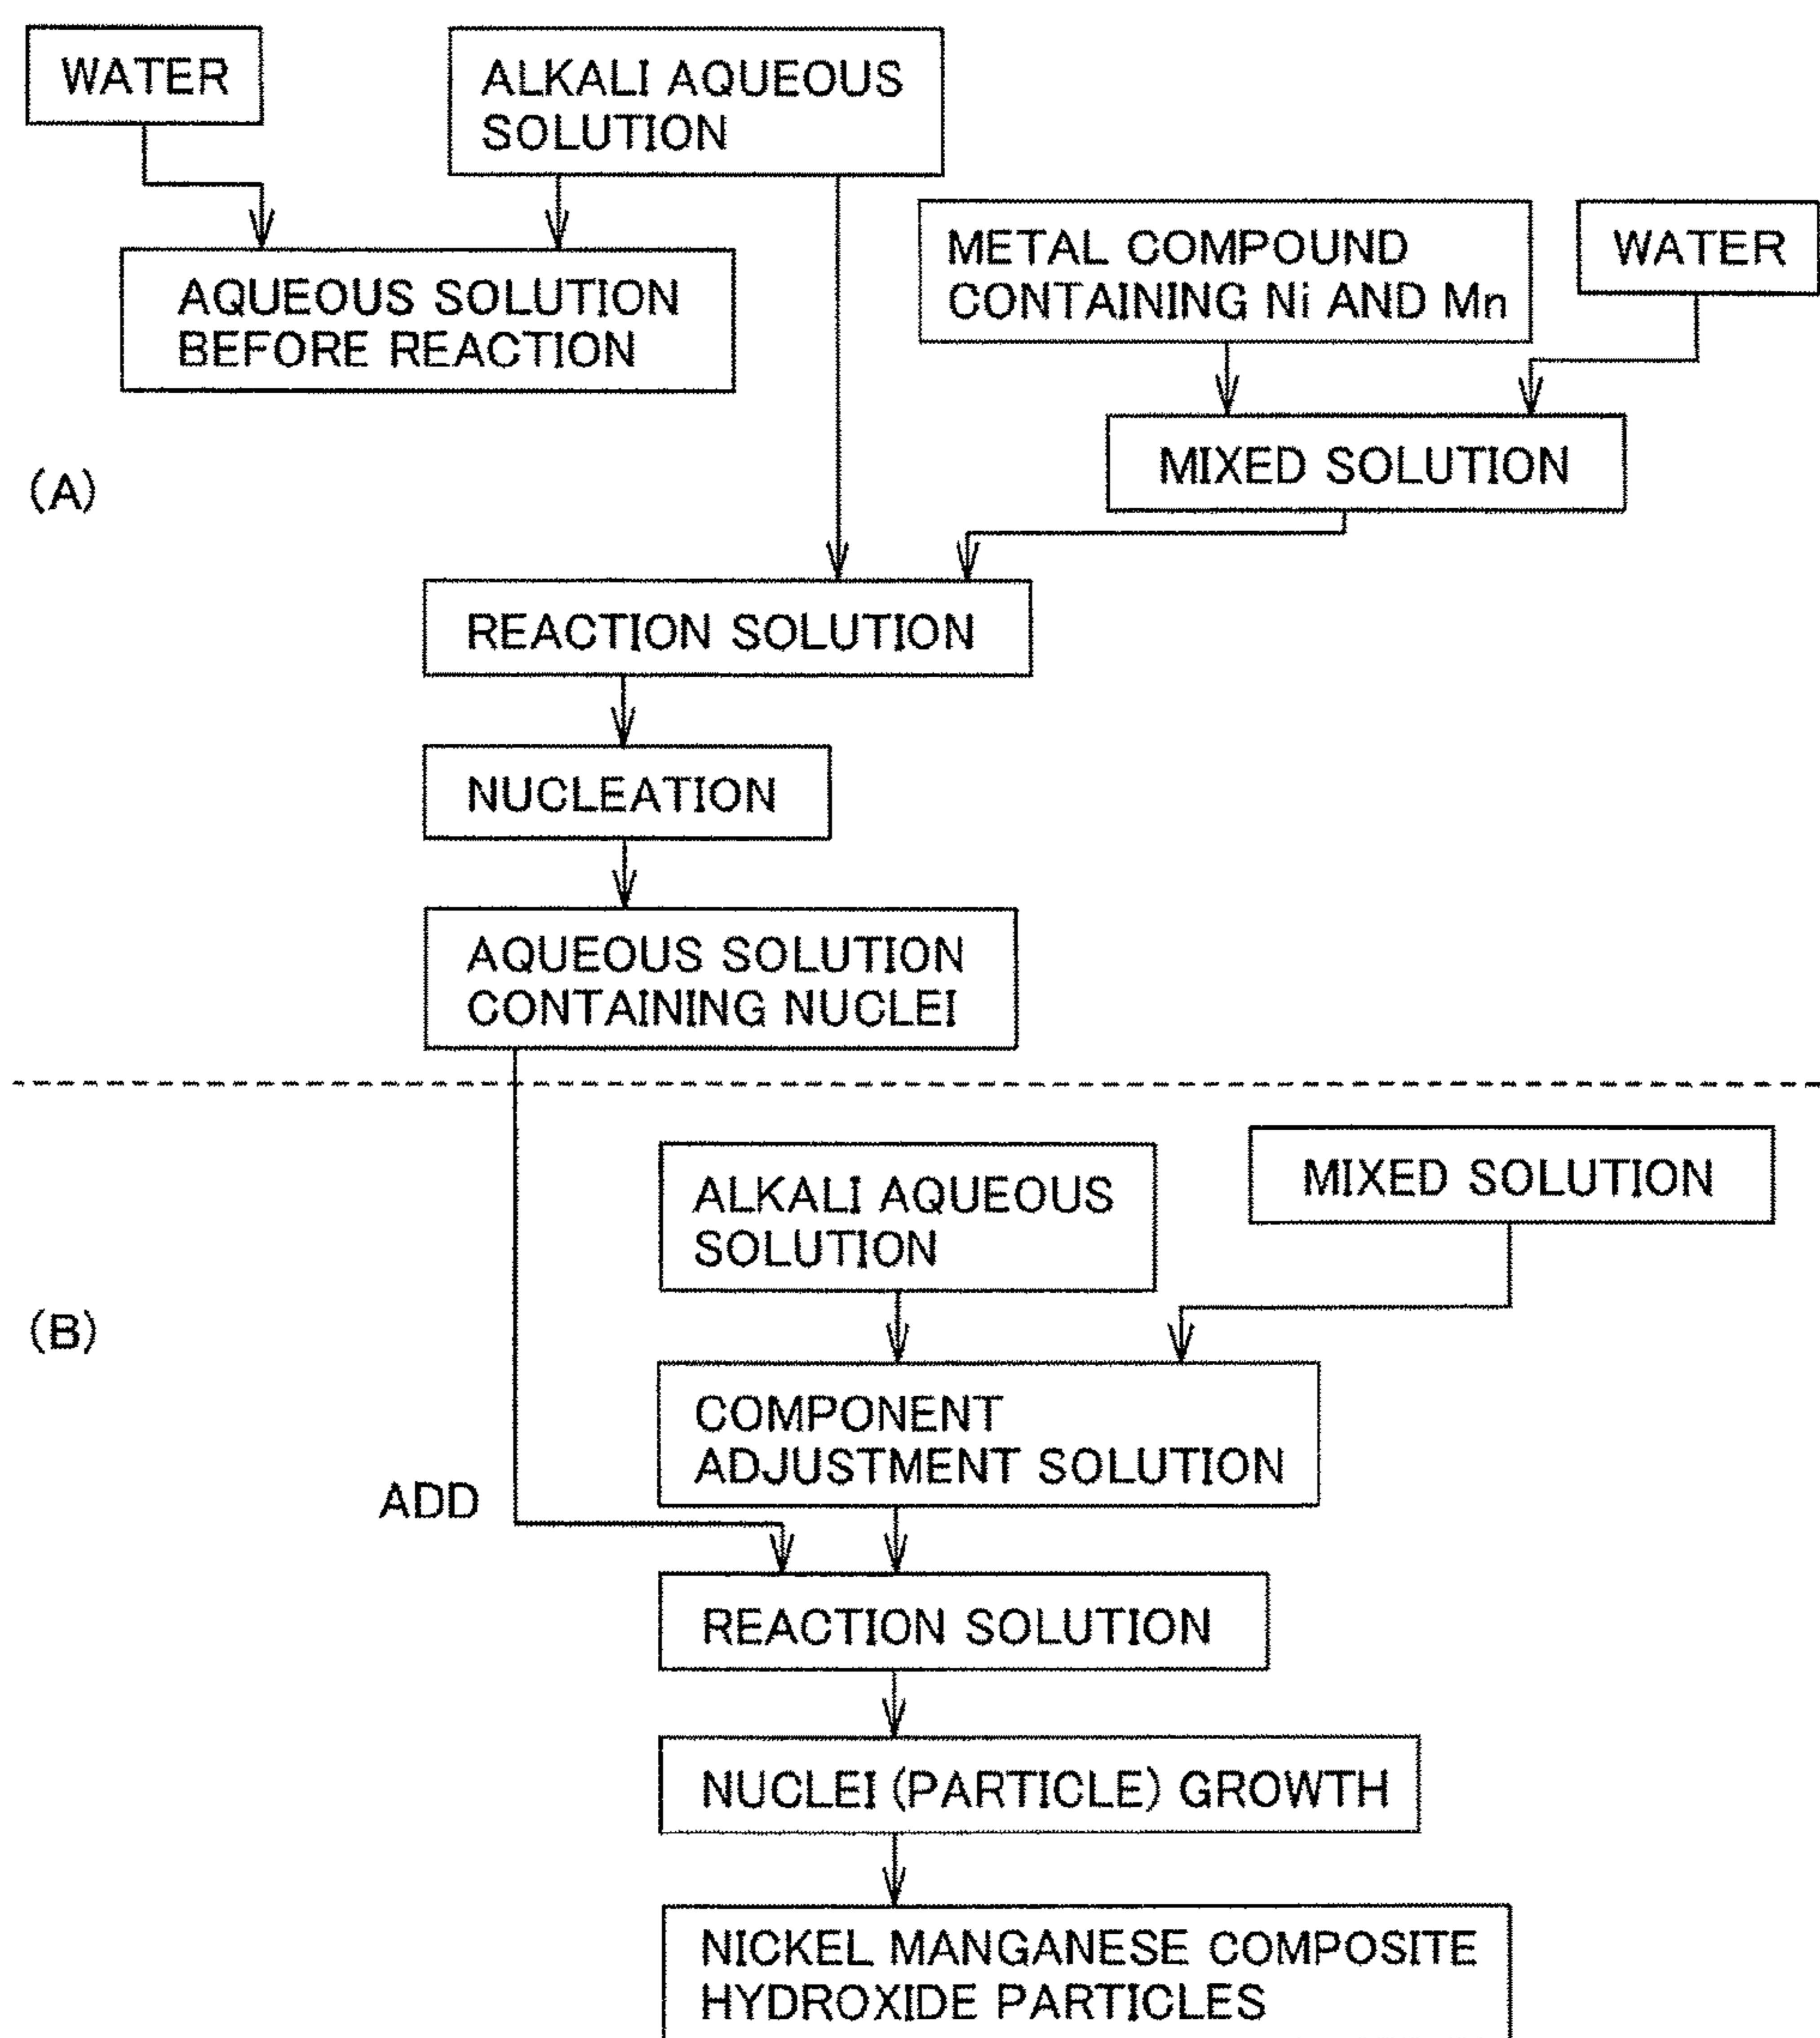 WATER
ALKALI AQUEOUS
SOLUTION
AQUEOUS SOLUTION
BEFORE REACTION
METAL COMPOUND
CONTAINING Ni AND Mn
WATER
MIXED SOLUTION
(A)
REACTION SOLUTION
NUCLEATION
AQUEOUS SOLUTION
CONTAINING NUCLEI
ALKALI AQUEOUS
SOLUTION
MIXED SOLUTION
(B)
COMPONENT
ADJUSTMENT SOLUTION
ADD
REACTION SOLUTION
NUCLEI (PARTICLE) GROWTH
NICKEL MANGANESE COMPOSITE
HYDROXIDE PARTICLES